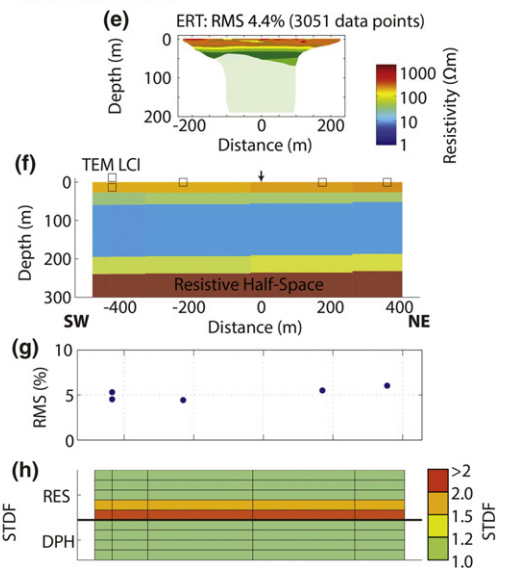 (e)
ERT: RMS 4.4% (3051 data points)
Depth (m)
0
100
200
-200
0
200
Distance (m)
1000
100
10
1
Resistivity (Ωm)
(f)
TEM LCI
Depth (m)
0
100
200
300
Resistive Half-Space
-400
-200
0
200
400
SW
Distance (m)
NE
(g)
RMS (%)
10
5
0
(h)
STDF
RES
DPH
>2
2.0
1.5
1.2
1.0
STDF